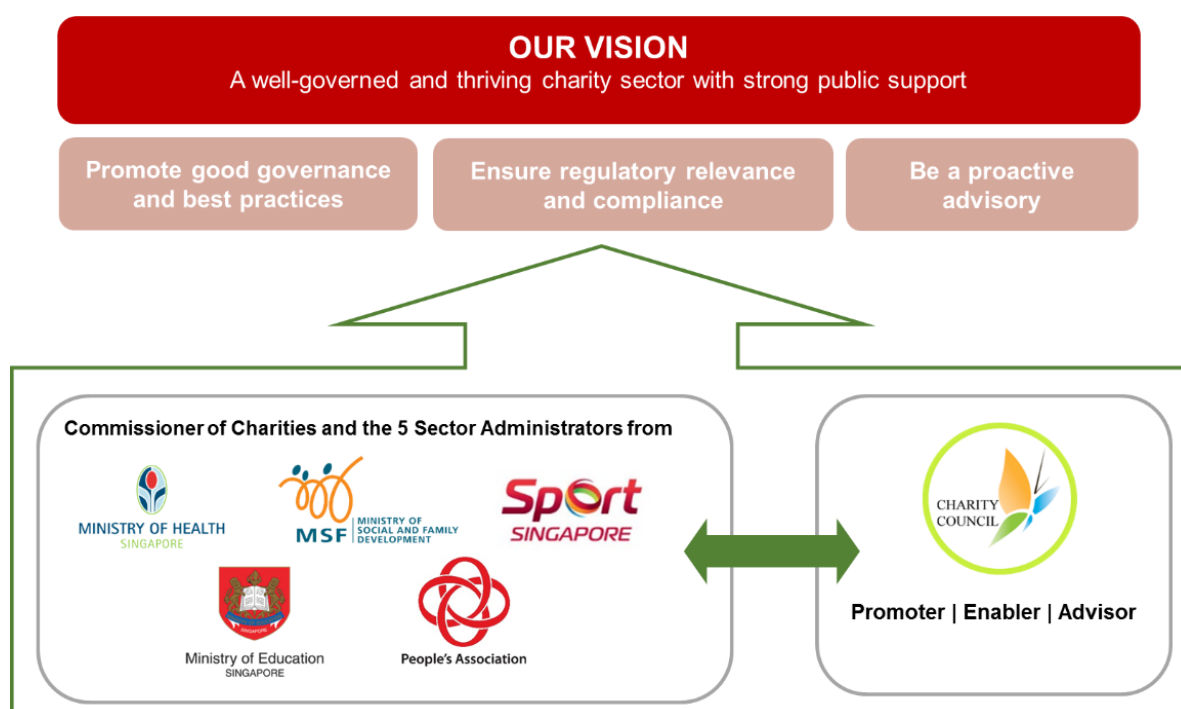 OUR VISION
A well-governed and thriving charity sector with strong public support
Promote good governance
and best practices
Ensure regulatory relevance
and compliance
Be a proactive
advisory
Commissioner of Charities and the 5 Sector Administrators from
MINISTRY OF HEALTH
SINGAPORE
MSF
MINISTRY OF
SOCIAL AND FAMILY
DEVELOPMENT
Sport
SINGAPORE
SINGAPORE
Ministry of Education
SINGAPORE
People's Association
CHARITY
COUNCIL
Promoter | Enabler | Advisor